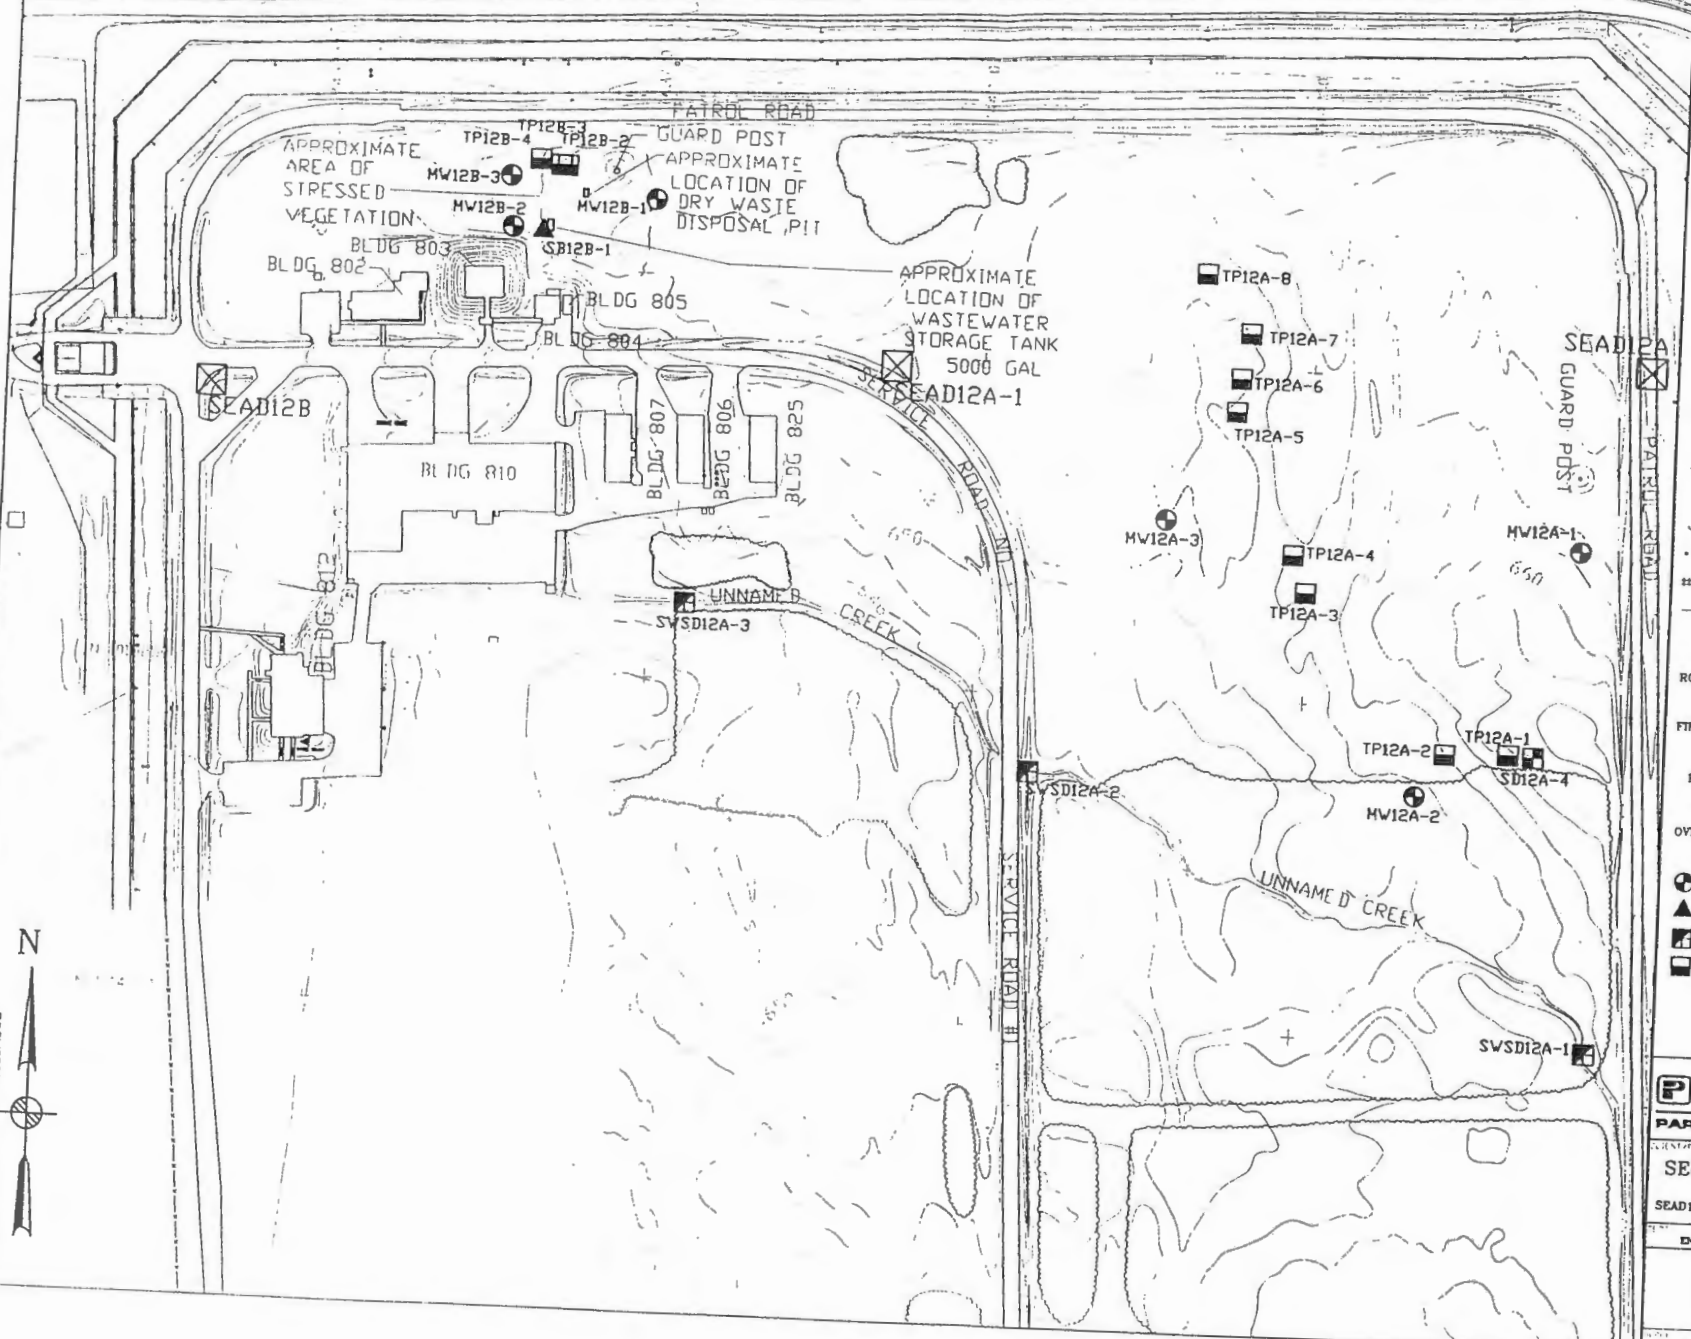 PATROL ROAD
TP12B-3
TP12B-4
TP12B-2
GUARD POST
APPROXIMATE
AREA OF
STRESSED
VEGETATION
MW12B-3
MW12B-2
MW12B-1
SB12B-1
APPROXIMATE
LOCATION OF
DRY WASTE
DISPOSAL PIT
BLDG 803
BLDG 802
BLDG 805
BLDG 804
APPROXIMATE
LOCATION OF
WASTEWATER
STORAGE TANK
5000 GAL
TP12A-8
TP12A-7
TP12A-6
TP12A-5
SEAD12A
SEAD12B
SEAD12A-1
SERVICE ROAD
GUARD POST
PATROL ROAD
BLDG 807
BLDG 806
BLDG 825
BLDG 810
BLDG 812
MW12A-3
MW12A-1
TP12A-4
TP12A-3
660
UNNAMED
CREEK
SWSD12A-3
TP12A-2
TP12A-1
SD12A-4
SWSD12A-2
MW12A-2
SERVICE ROAD #1
UNNAMED CREEK
SWSD12A-1
N
PAR
SE
SEAD1